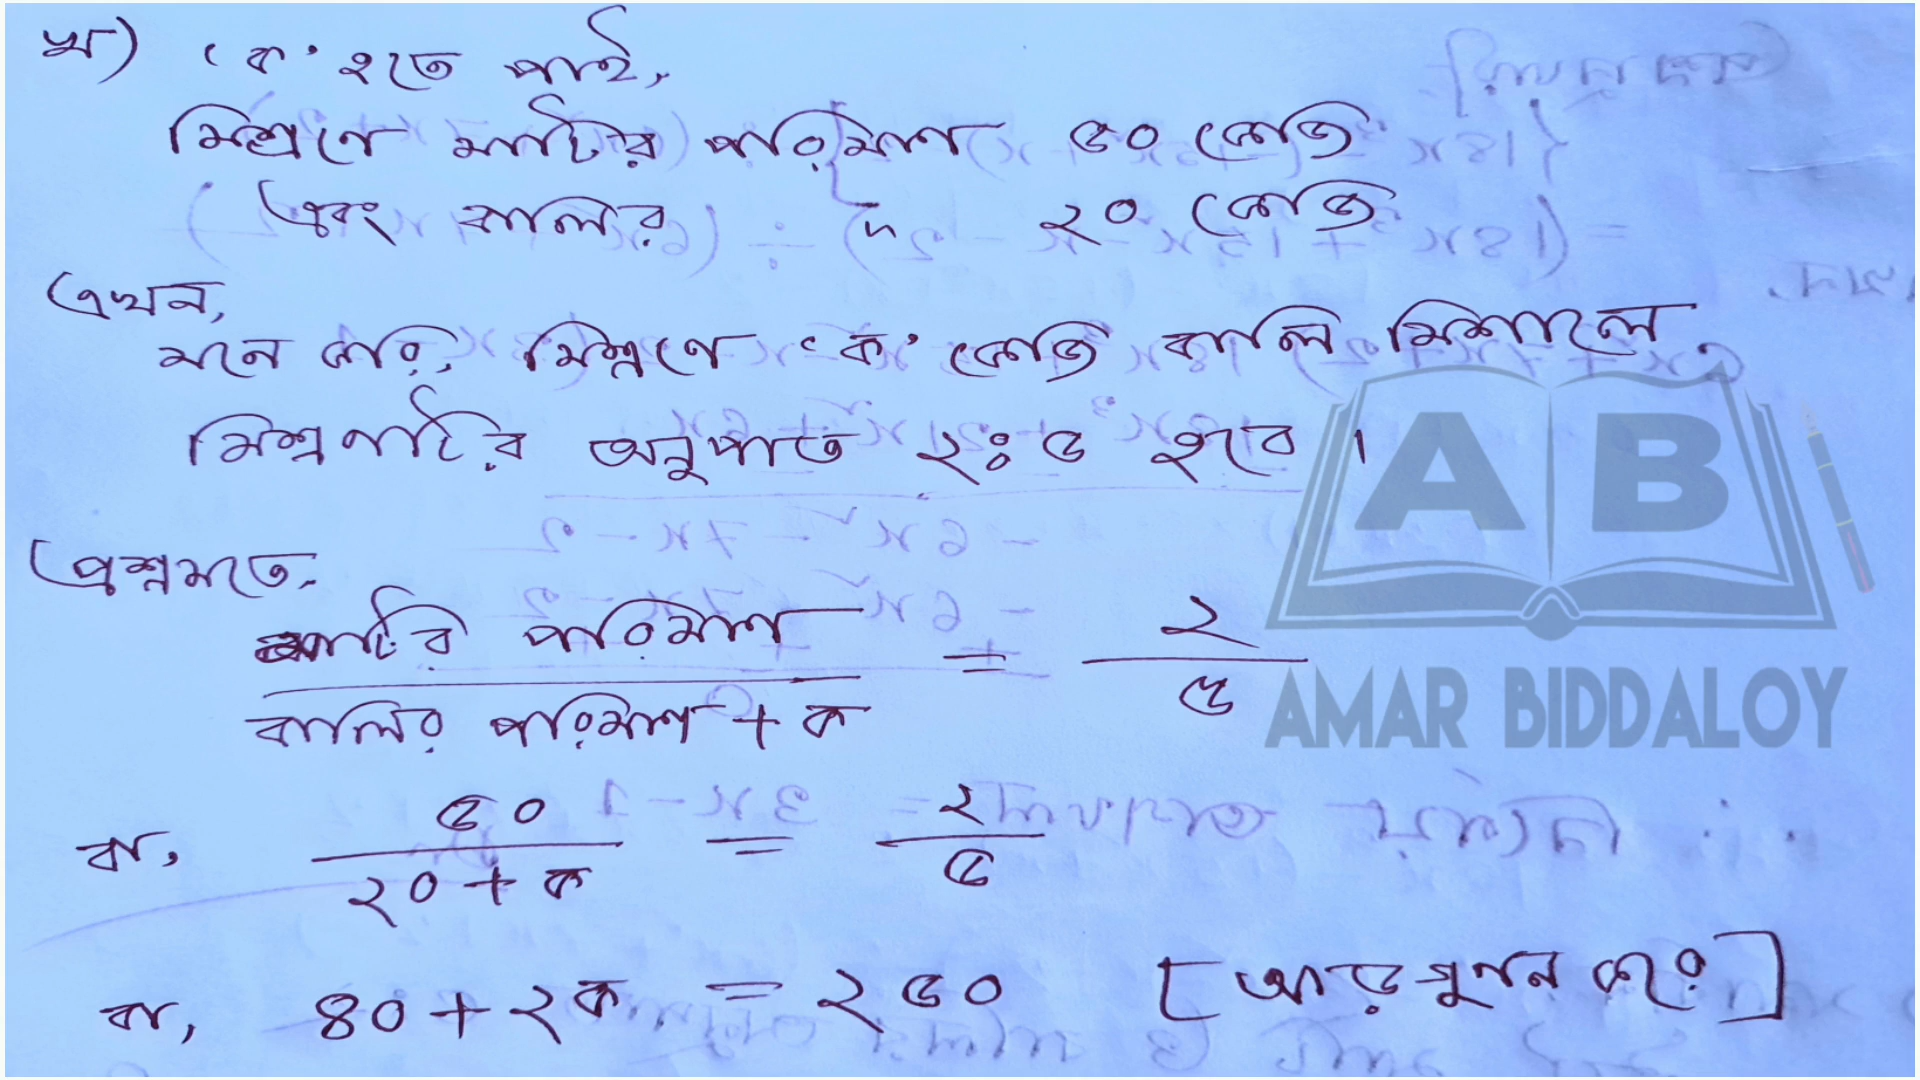 খ) 'ক' হতে পাই,
মিশ্রণে মাটির পরিমাণ ৫০ কেজি
এবং বালির " ২০ কেজি
এখন,
মনে করি, মিশ্রণে 'ক' কেজি বালি মিশালে
মিশ্রণটির অনুপাত ২:৫ হবে ।
প্রশ্নমতে,
মাটির পরিমাণ / বালির পরিমাণ + ক = ২/৫
বা, ৫০ / ২০ + ক = ২/৫
বা, ৪০ + ২ক = ২৫০ [আড়গুণন করে]
AB
AMAR BIDDALOY